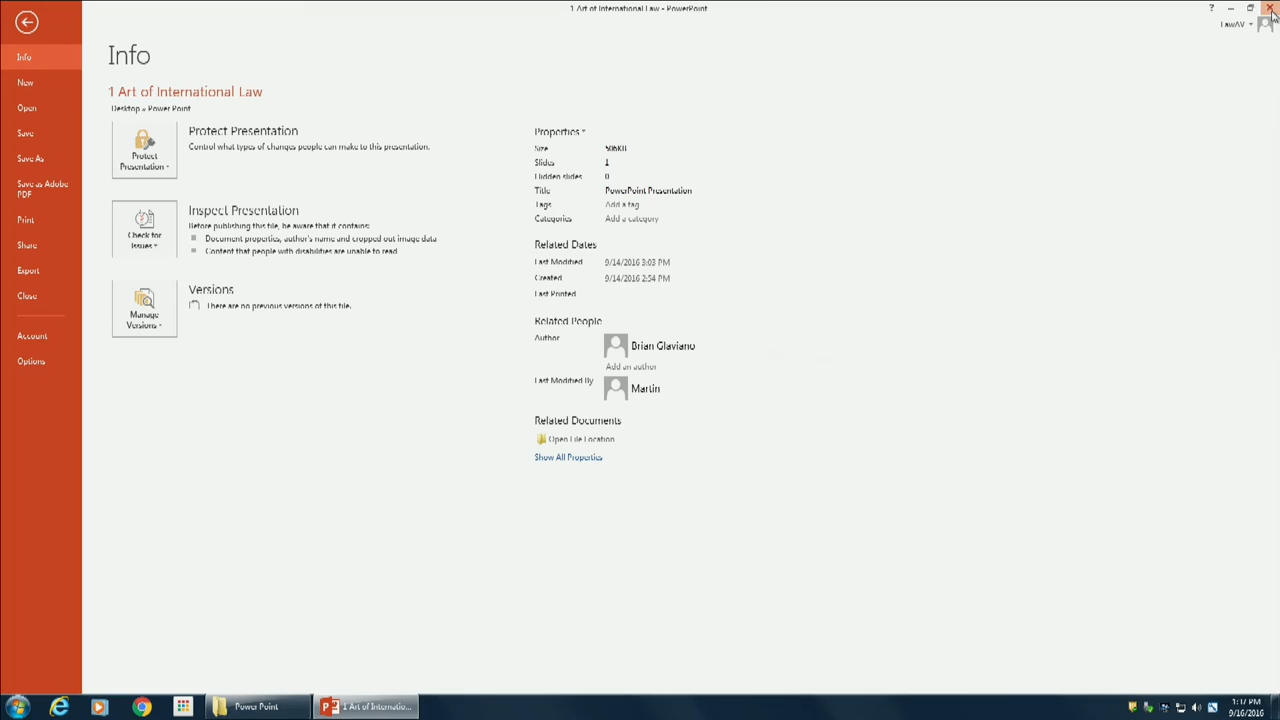 1 Art of International Law - PowerPoint
?
LawAV
Info
New
Open
Save
Save As
Save as Adobe
PDF
Print
Share
Export
Close
Account
Options
Info
1 Art of International Law
Desktop » Power Point
Protect
Presentation
Protect Presentation
Control what types of changes people can make to this presentation.
Check for
Issues
Inspect Presentation
Before publishing this file, be aware that it contains:
Document properties, author's name and cropped out image data
Content that people with disabilities are unable to read
Manage
Versions
Versions
There are no previous versions of this file.
Properties
Size 506KB
Slides 1
Hidden slides 0
Title PowerPoint Presentation
Tags Add a tag
Categories Add a category
Related Dates
Last Modified 9/14/2016 3:03 PM
Created 9/14/2016 2:54 PM
Last Printed
Related People
Author Brian Glaviano
Add an author
Last Modified By Martin
Related Documents
Open File Location
Show All Properties
Power Point
1 Art of Internatio...
1:37 PM
9/16/2016